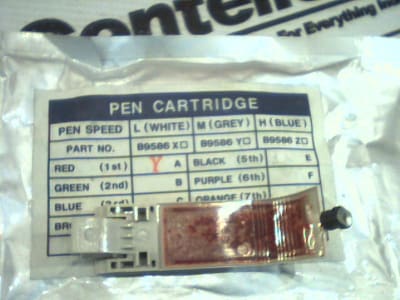 For Everything
PEN CARTRIDGE
PEN SPEED L (WHITE) M (GREY) H (BLUE)
PART NO. B9586 X□ B9586 Y□ B9586 Z□
RED (1st) Y A BLACK (5th) E
GREEN (2nd) B PURPLE (6th) F
BLUE C ORANGE (7th)